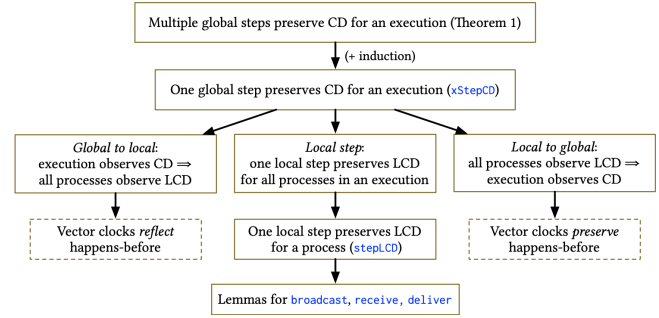 Multiple global steps preserve CD for an execution (Theorem 1)
(+ induction)
One global step preserves CD for an execution (xStepCD)
Global to local:
execution observes CD ⟹
all processes observe LCD
Local step:
one local step preserves LCD
for all processes in an execution
Local to global:
all processes observe LCD ⟹
execution observes CD
Vector clocks reflect
happens-before
One local step preserves LCD
for a process (stepLCD)
Vector clocks preserve
happens-before
Lemmas for broadcast, receive, deliver